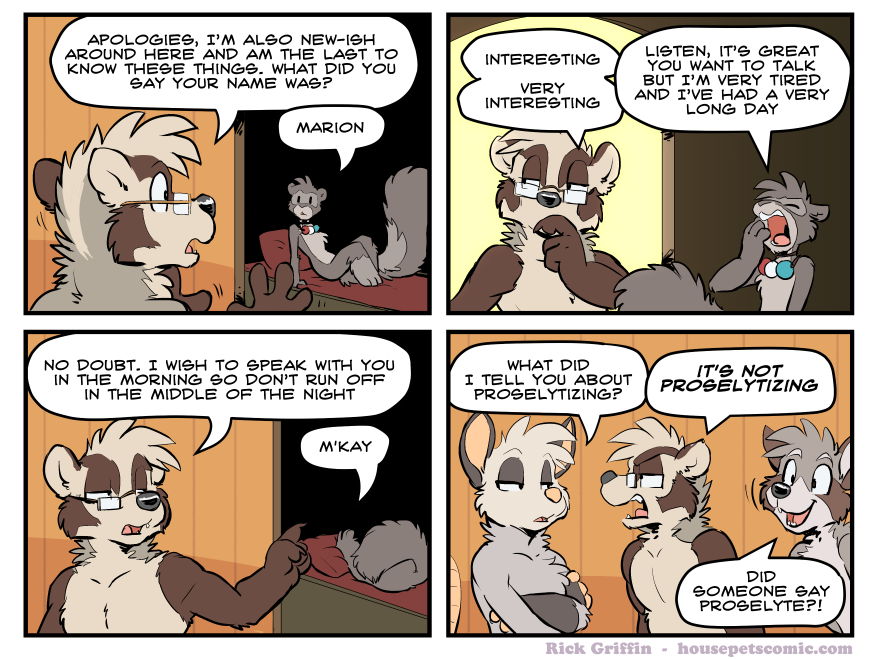 APOLOGIES, I'M ALSO NEW-ISH
AROUND HERE AND AM THE LAST TO
KNOW THESE THINGS. WHAT DID YOU
SAY YOUR NAME WAS?
MARION
INTERESTING
VERY
INTERESTING
LISTEN, IT'S GREAT
YOU WANT TO TALK
BUT I'M VERY TIRED
AND I'VE HAD A VERY
LONG DAY
NO DOUBT. I WISH TO SPEAK WITH YOU
IN THE MORNING SO DON'T RUN OFF
IN THE MIDDLE OF THE NIGHT
M'KAY
WHAT DID
I TELL YOU ABOUT
PROSELYTIZING?
IT'S NOT
PROSELYTIZING
DID
SOMEONE SAY
PROSELYTE?!
Rick Griffin - housepetscomic.com